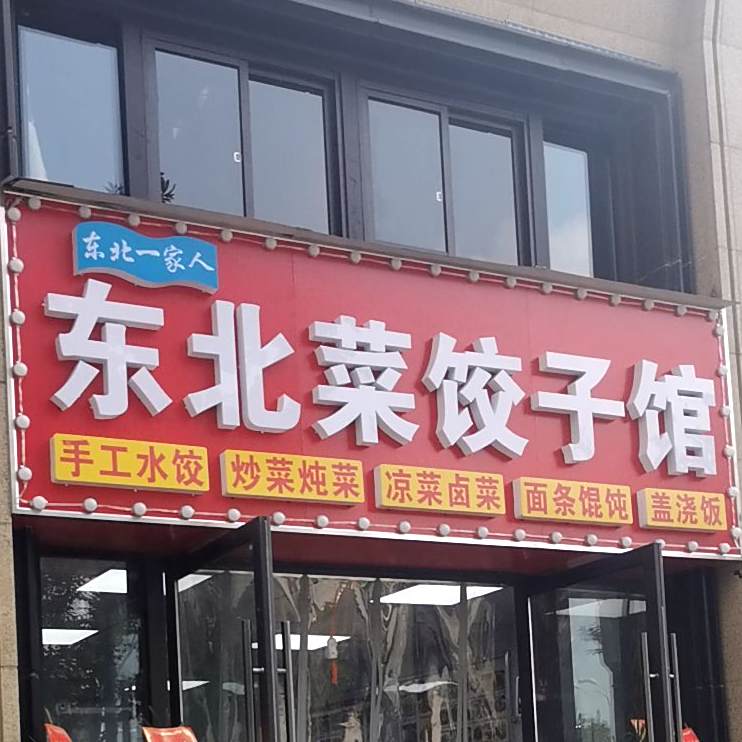 东北一家人
东北菜饺子馆
手工水饺 炒菜炖菜 凉菜卤菜 面条馄饨 盖浇饭